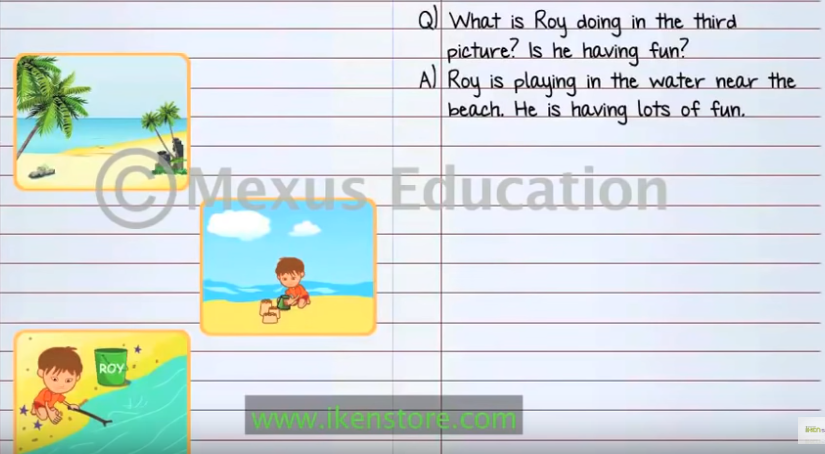 Q) What is Roy doing in the third
picture? Is he having fun?
A) Roy is playing in the water near the
beach. He is having lots of fun.
© Mexus Education
ROY
www.ikenstore.com